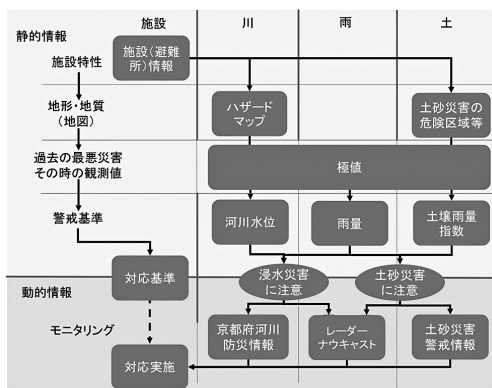 施設
川
雨
土
静的情報
施設特性
施設(避難
所)情報
地形・地質
(地図)
ハザード
マップ
土砂災害の
危険区域等
過去の最悪災害
その時の観測値
極値
警戒基準
河川水位
雨量
土壌雨量
指数
対応基準
浸水災害
に注意
土砂災害
に注意
動的情報
モニタリング
京都府河川
防災情報
レーダー
ナウキャスト
土砂災害
警戒情報
対応実施